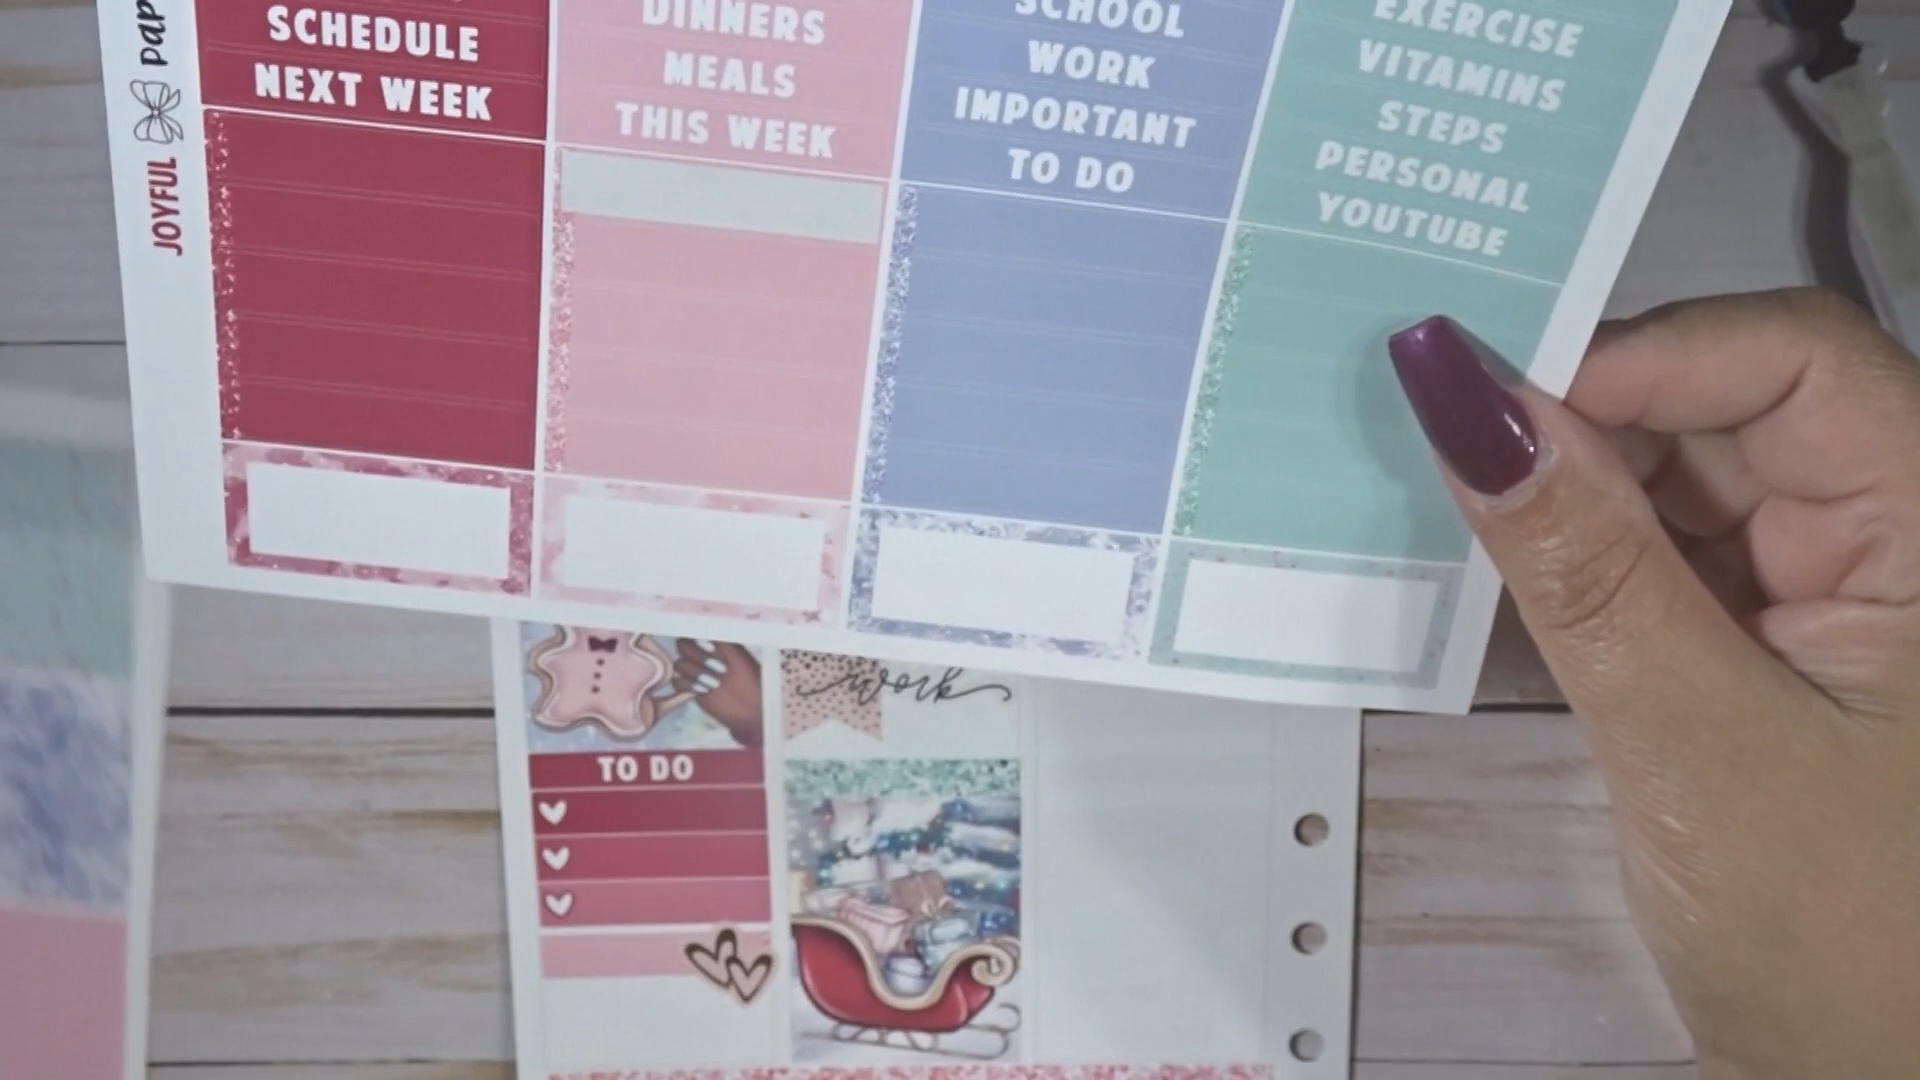 JOYFUL
SCHEDULE
NEXT WEEK
DINNERS
MEALS
THIS WEEK
SCHOOL
WORK
IMPORTANT
TO DO
EXERCISE
VITAMINS
STEPS
PERSONAL
YOUTUBE
work
TO DO